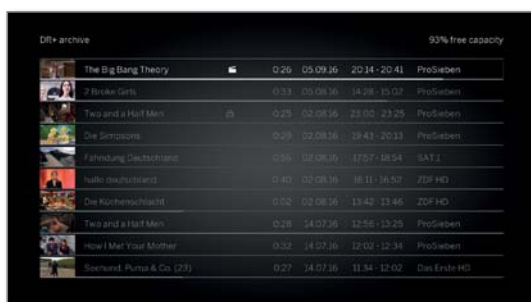 DR+ archive 93% free capacity
The Big Bang Theory 0:26 05.09.16 20:14 - 20:41 ProSieben
2 Broke Girls 0:33 05.08.16 14:28 - 15:02 ProSieben
Two and a Half Men 0:25 02.08.16 23:00 - 23:25 ProSieben
Die Simpsons 0:29 02.08.16 19:43 - 20:13 ProSieben
Fahndung Deutschland 0:56 02.08.16 17:57 - 18:54 SAT.1
hallo deutschland 0:40 02.08.16 16:11 - 16:52 ZDF HD
Die Küchenschlacht 0:02 02.08.16 13:42 - 13:46 ZDF HD
Two and a Half Men 0:28 14.07.16 12:56 - 13:25 ProSieben
How I Met Your Mother 0:32 14.07.16 12:02 - 12:34 ProSieben
Seehund, Puma & Co. (23) 0:27 14.07.16 11:34 - 12:02 Das Erste HD